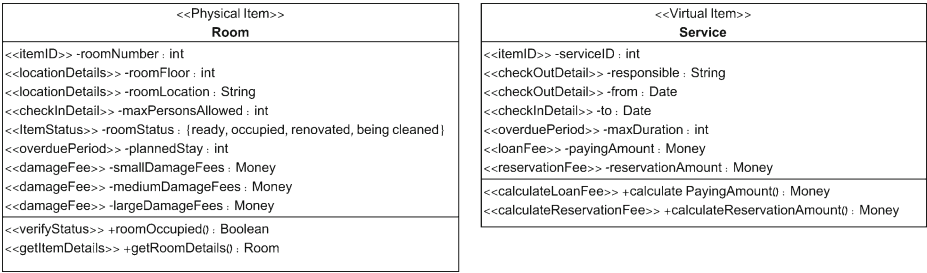 <<Physical Item>>
Room
<<itemID>> -roomNumber : int
<<locationDetails>> -roomFloor : int
<<locationDetails>> -roomLocation : String
<<checkInDetail>> -maxPersonsAllowed : int
<<ItemStatus>> -roomStatus : {ready, occupied, renovated, being cleaned}
<<overduePeriod>> -plannedStay : int
<<damageFee>> -smallDamageFees : Money
<<damageFee>> -mediumDamageFees : Money
<<damageFee>> -largeDamageFees : Money
<<verifyStatus>> +roomOccupied() : Boolean
<<getItemDetails>> +getRoomDetails() : Room
<<Virtual Item>>
Service
<<itemID>> -serviceID : int
<<checkOutDetail>> -responsible : String
<<checkOutDetail>> -from : Date
<<checkInDetail>> -to : Date
<<overduePeriod>> -maxDuration : int
<<loanFee>> -payingAmount : Money
<<reservationFee>> -reservationAmount : Money
<<calculateLoanFee>> +calculate PayingAmount() : Money
<<calculateReservationFee>> +calculateReservationAmount() : Money